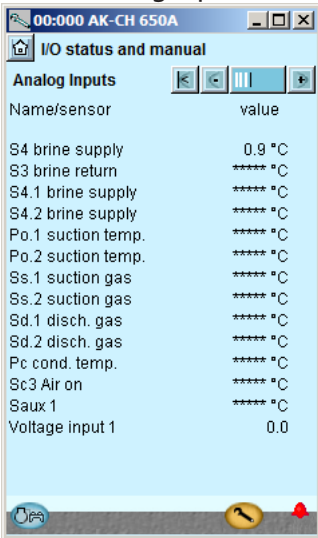 00:000 AK-CH 650A
I/O status and manual
Analog Inputs
Name/sensor value
S4 brine supply 0.9 °C
S3 brine return ***** °C
S4.1 brine supply ***** °C
S4.2 brine supply ***** °C
Po.1 suction temp. ***** °C
Po.2 suction temp. ***** °C
Ss.1 suction gas ***** °C
Ss.2 suction gas ***** °C
Sd.1 disch. gas ***** °C
Sd.2 disch. gas ***** °C
Pc cond. temp. ***** °C
Sc3 Air on ***** °C
Saux 1 ***** °C
Voltage input 1 0.0